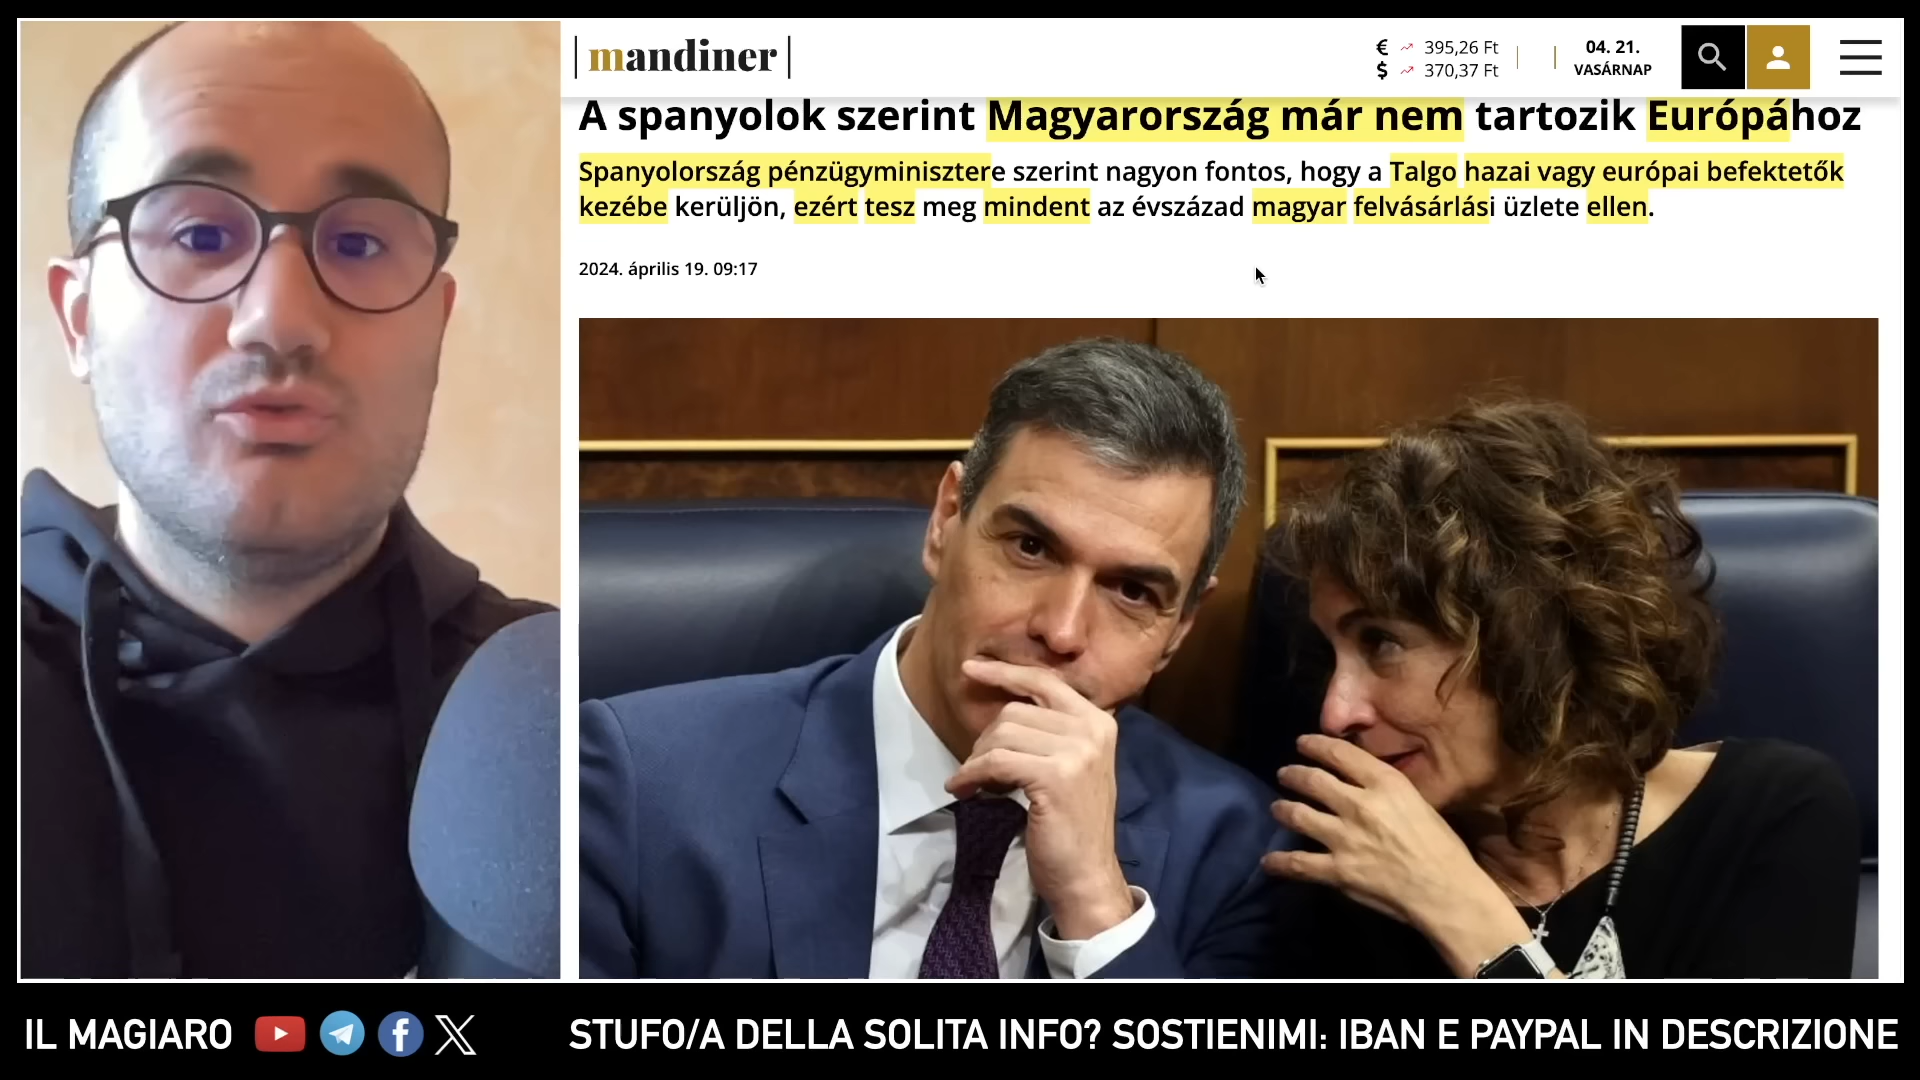 mandiner
€ 395,26 Ft
$ 370,37 Ft
04. 21.
VASÁRNAP
A spanyolok szerint Magyarország már nem tartozik Európához
Spanyolország pénzügyminisztere szerint nagyon fontos, hogy a Talgo hazai vagy európai befektetők
kezébe kerüljön, ezért tesz meg mindent az évszázad magyar felvásárlási üzlete ellen.
2024. április 19. 09:17
IL MAGIARO
STUFO/A DELLA SOLITA INFO? SOSTIENIMI: IBAN E PAYPAL IN DESCRIZIONE